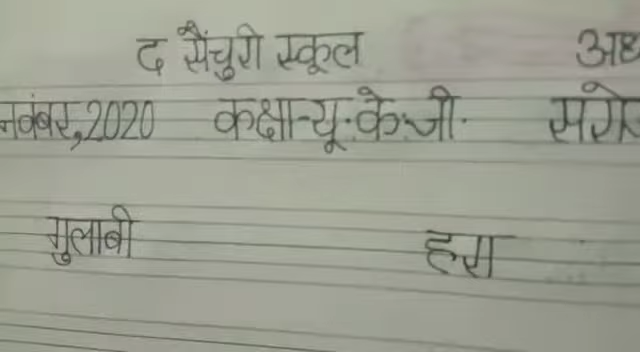 द सैंचुरी स्कूल
नवंबर,2020 कक्षा-यू.के.जी.
गुलाबी हरा